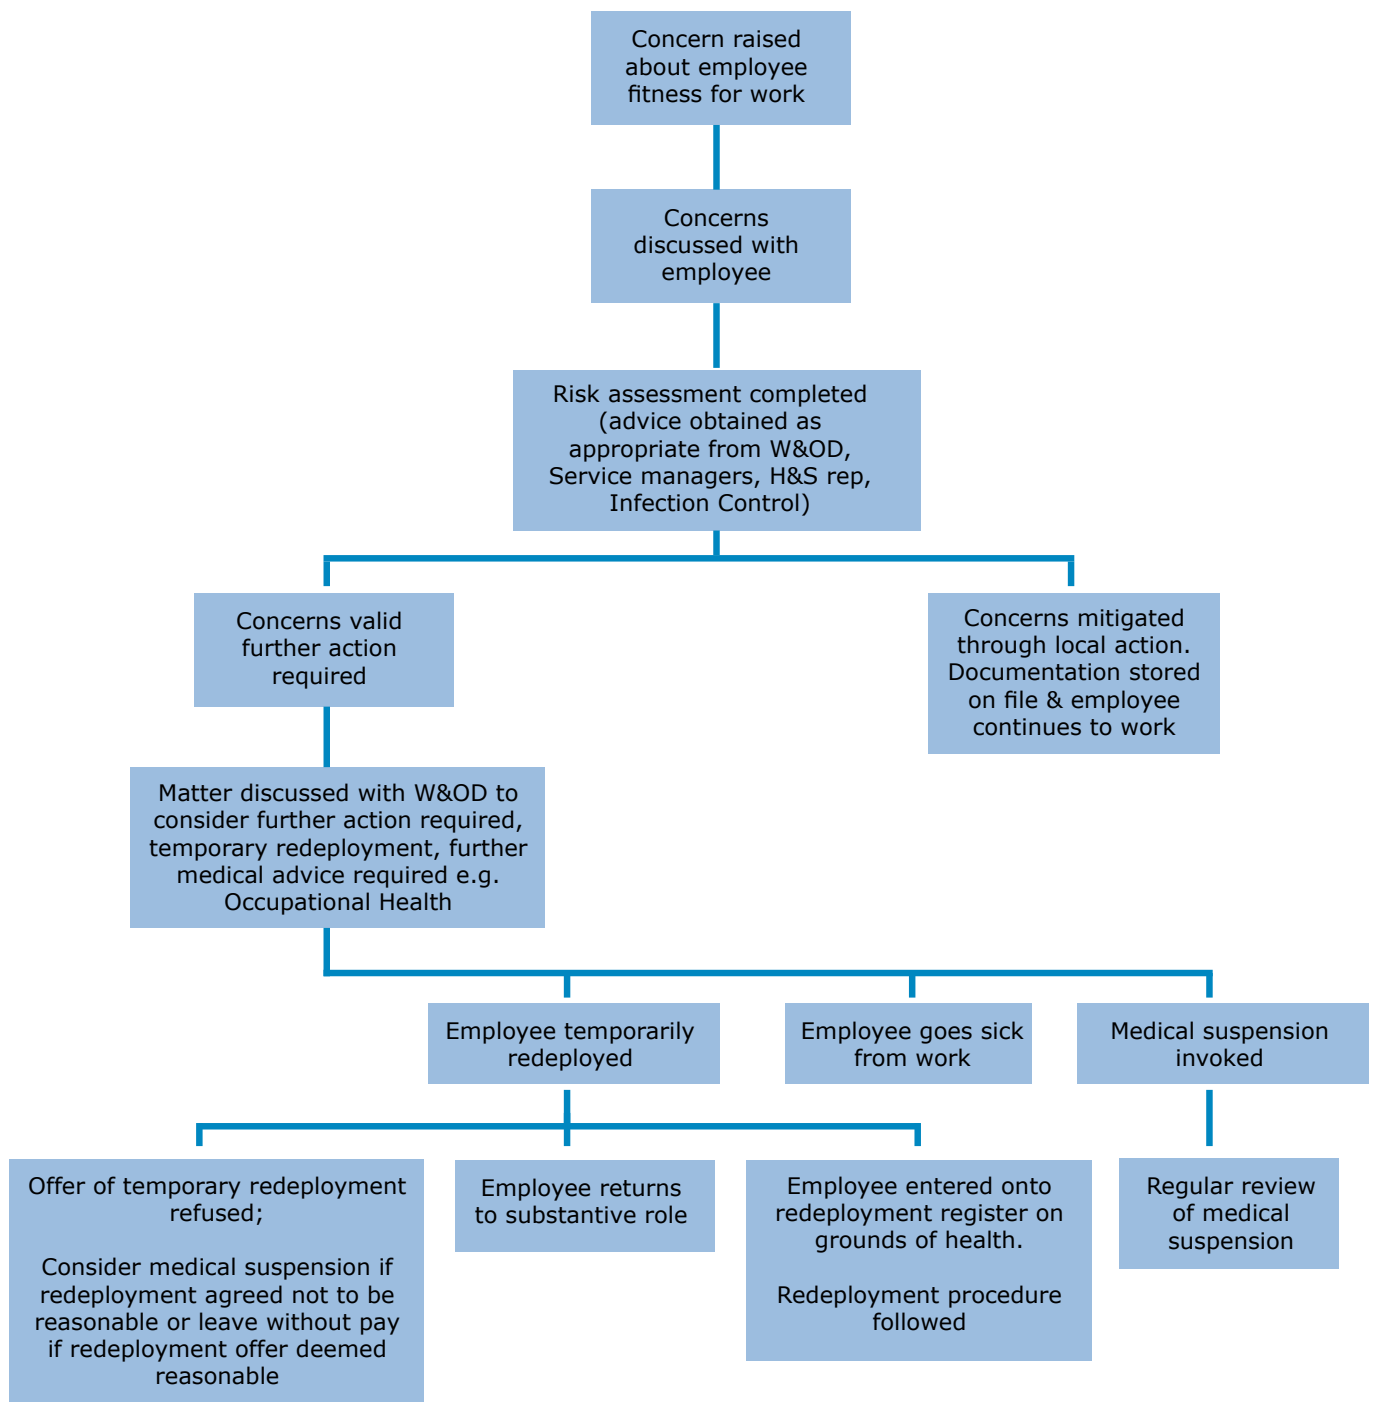 Concern raised
about employee
fitness for work
Concerns
discussed with
employee
Risk assessment completed
(advice obtained as
appropriate from W&OD,
Service managers, H&S rep,
Infection Control)
Concerns valid
further action
required
Concerns mitigated
through local action.
Documentation stored
on file & employee
continues to work
Matter discussed with W&OD to
consider further action required,
temporary redeployment, further
medical advice required e.g.
Occupational Health
Employee temporarily
redeployed
Employee goes sick
from work
Medical suspension
invoked
Offer of temporary redeployment
refused;
Consider medical suspension if
redeployment agreed not to be
reasonable or leave without pay
if redeployment offer deemed
reasonable
Employee returns
to substantive role
Employee entered onto
redeployment register on
grounds of health.
Redeployment procedure
followed
Regular review
of medical
suspension